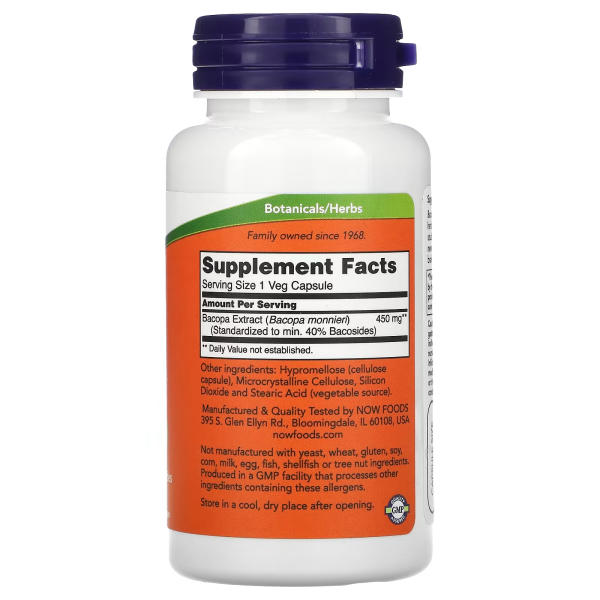 Botanicals/Herbs
Family owned since 1968.
Supplement Facts
Serving Size 1 Veg Capsule
Amount Per Serving
Bacopa Extract (Bacopa monnieri) 450 mg**
(Standardized to min. 40% Bacosides)
** Daily Value not established.
Other ingredients: Hypromellose (cellulose
capsule), Microcrystalline Cellulose, Silicon
Dioxide and Stearic Acid (vegetable source).
Manufactured & Quality Tested by NOW FOODS
395 S. Glen Ellyn Rd., Bloomingdale, IL 60108, USA
nowfoods.com
Not manufactured with yeast, wheat, gluten, soy,
corn, milk, egg, fish, shellfish or tree nut ingredients.
Produced in a GMP facility that processes other
ingredients containing these allergens.
Store in a cool, dry place after opening.
GMP
CAPSULE SIZE